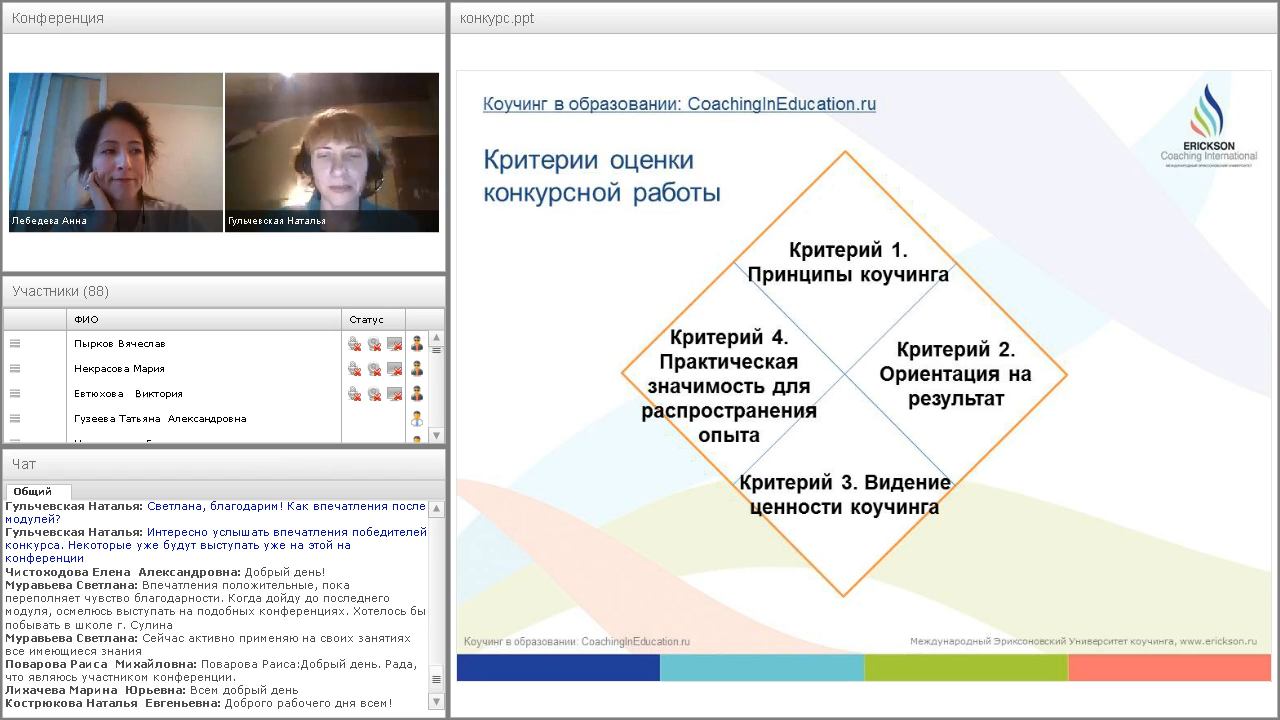 Конференция
Лебедева Анна
Гульчевская Наталья
Участники (88)
ФИО
Статус
Пырков Вячеслав
Некрасова Мария
Евтюхова Виктория
Гузеева Татьяна Александровна
Чат
Общий
Гульчевская Наталья: Светлана, благодарим! Как впечатления после
модулей?
Гульчевская Наталья: Интересно услышать впечатления победителей
конкурса. Некоторые уже будут выступать уже на этой на
конференции
Чистоходова Елена Александровна: Добрый день!
Муравьева Светлана: Впечатления положительные, пока
переполняет чувство благодарности. Когда дойду до последнего
модуля, осмелюсь выступать на подобных конференциях. Хотелось бы
побывать в школе г. Сулина
Муравьева Светлана: Сейчас активно применяю на своих занятиях
все имеющиеся знания
Поварова Раиса Михайловна: Поварова Раиса:Добрый день. Рада,
что являюсь участником конференции.
Лихачева Марина Юрьевна: Всем добрый день
Кострюкова Наталья Евгеньевна: Доброго рабочего дня всем!
конкурс.ppt
Коучинг в образовании: CoachingInEducation.ru
ERICKSON
Coaching International
МЕЖДУНАРОДНЫЙ ЭРИКСОНОВСКИЙ УНИВЕРСИТЕТ
Критерии оценки
конкурсной работы
Критерий 1.
Принципы коучинга
Критерий 4.
Практическая
значимость для
распространения
опыта
Критерий 2.
Ориентация на
результат
Критерий 3. Видение
ценности коучинга
Коучинг в образовании: CoachingInEducation.ru
Международный Эриксоновский Университет коучинга, www.erickson.ru